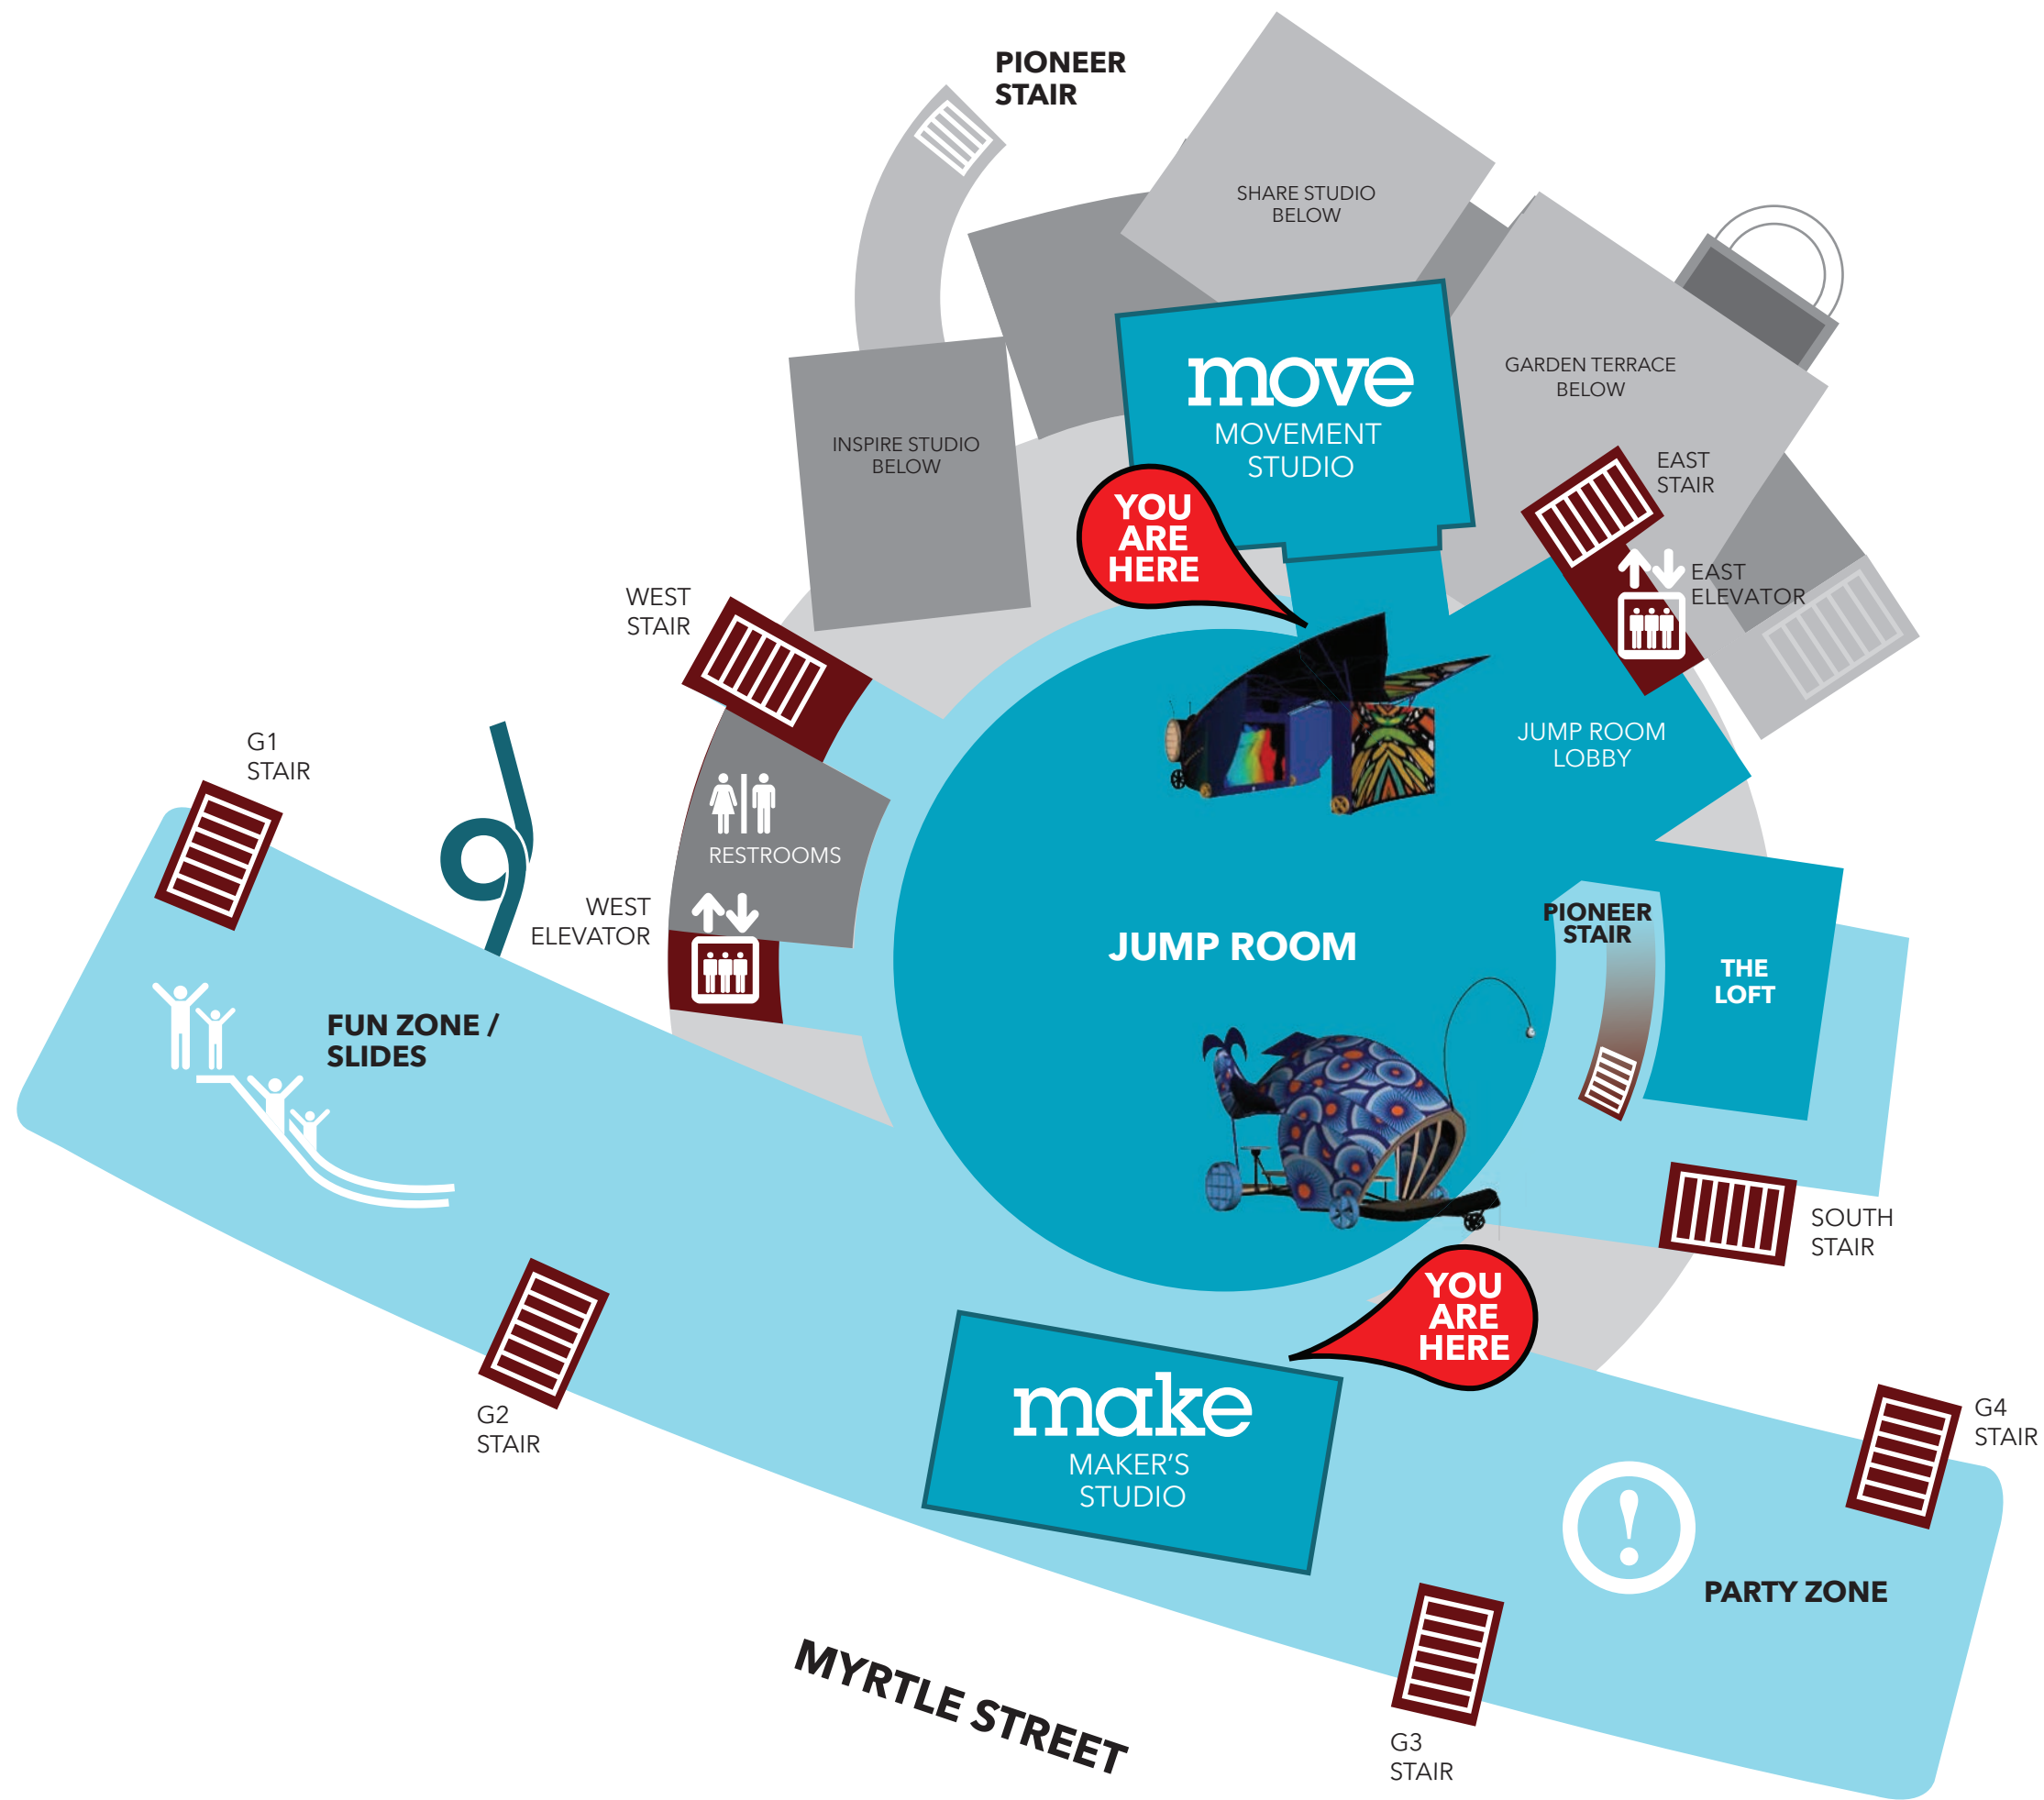 PIONEER
STAIR
SHARE STUDIO
BELOW
move
MOVEMENT
STUDIO
GARDEN TERRACE
BELOW
INSPIRE STUDIO
BELOW
EAST
STAIR
YOU
ARE
HERE
EAST
ELEVATOR
WEST
STAIR
JUMP ROOM
LOBBY
G1
STAIR
RESTROOMS
WEST
ELEVATOR
PIONEER
STAIR
JUMP ROOM
THE
LOFT
FUN ZONE /
SLIDES
SOUTH
STAIR
YOU
ARE
HERE
make
MAKER'S
STUDIO
G2
STAIR
G4
STAIR
!
PARTY ZONE
MYRTLE STREET
G3
STAIR